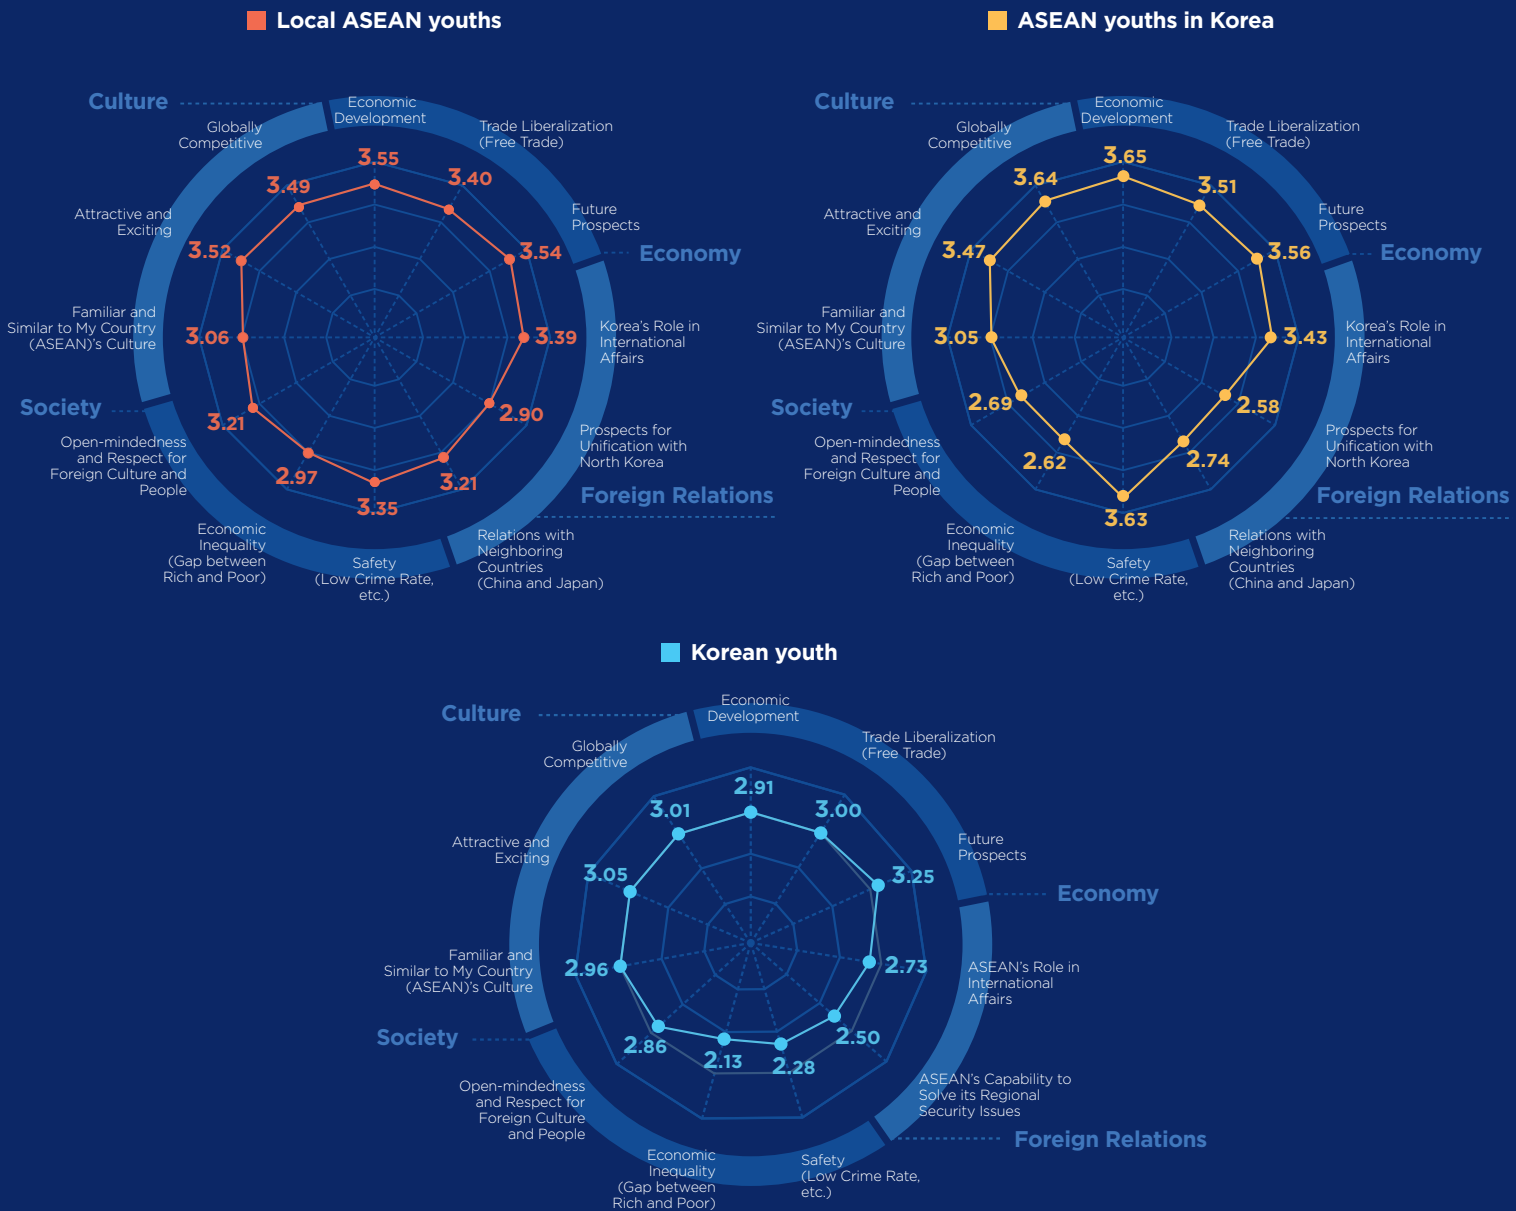 Local ASEAN youths
Culture
Economic
Development
Trade Liberalization
(Free Trade)
Future
Prospects
Economy
Korea's Role in
International
Affairs
Prospects for
Unification with
North Korea
Foreign Relations
Relations with
Neighboring
Countries
(China and Japan)
Safety
(Low Crime Rate,
etc.)
Economic
Inequality
(Gap between
Rich and Poor)
Open-mindedness
and Respect for
Foreign Culture and
People
Society
Familiar and
Similar to My Country
(ASEAN)'s Culture
Attractive and
Exciting
Globally
Competitive
3.55
3.40
3.54
3.39
2.90
3.21
3.35
2.97
3.21
3.06
3.52
3.49
ASEAN youths in Korea
Culture
Economic
Development
Trade Liberalization
(Free Trade)
Future
Prospects
Economy
Korea's Role in
International
Affairs
Prospects for
Unification with
North Korea
Foreign Relations
Relations with
Neighboring
Countries
(China and Japan)
Safety
(Low Crime Rate,
etc.)
Economic
Inequality
(Gap between
Rich and Poor)
Open-mindedness
and Respect for
Foreign Culture and
People
Society
Familiar and
Similar to My Country
(ASEAN)'s Culture
Attractive and
Exciting
Globally
Competitive
3.65
3.51
3.56
3.43
2.58
2.74
3.63
2.62
2.69
3.05
3.47
3.64
Korean youth
Culture
Economic
Development
Trade Liberalization
(Free Trade)
Future
Prospects
Economy
ASEAN's Role in
International
Affairs
ASEAN's Capability to
Solve its Regional
Security Issues
Foreign Relations
Safety
(Low Crime Rate,
etc.)
Economic
Inequality
(Gap between
Rich and Poor)
Open-mindedness
and Respect for
Foreign Culture
and People
Society
Familiar and
Similar to My Country
(ASEAN)'s Culture
Attractive and
Exciting
Globally
Competitive
2.91
3.00
3.25
2.73
2.50
2.28
2.13
2.86
2.96
3.05
3.01